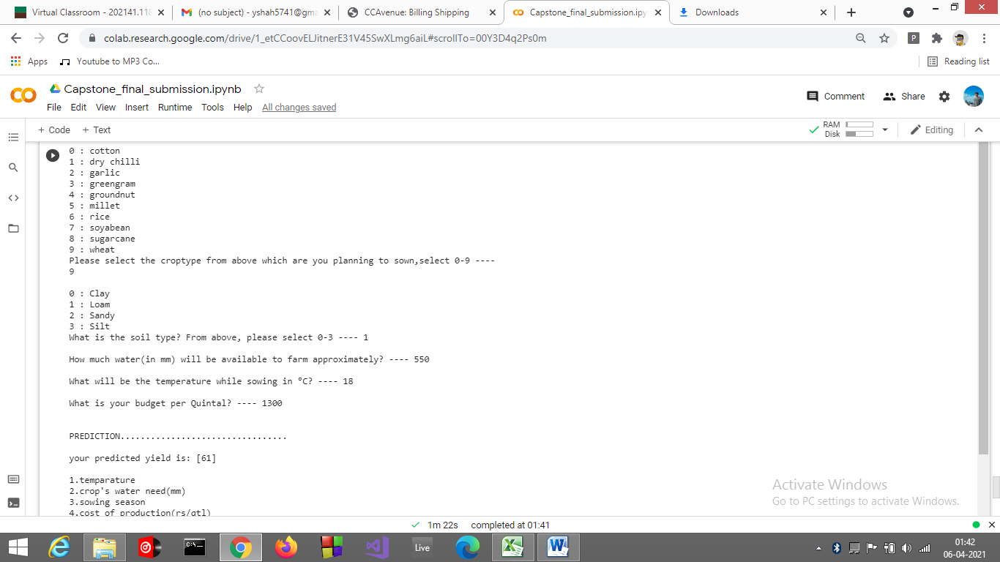 Virtual Classroom - 202141.118
(no subject) - yshah5741@gma
CCAvenue: Billing Shipping
Capstone_final_submission.ipyn
Downloads
colab.research.google.com/drive/1_etCCoovELJitnerE31V45SwXLmg6aiL#scrollTo=00Y3D4q2Ps0m
P
Apps
Youtube to MP3 Co...
Reading list
Capstone_final_submission.ipynb
Comment
Share
File Edit View Insert Runtime Tools Help All changes saved
+ Code + Text
RAM
Disk
Editing
0 : cotton
1 : dry chilli
2 : garlic
3 : greengram
4 : groundnut
5 : millet
6 : rice
7 : soyabean
8 : sugarcane
9 : wheat
Please select the croptype from above which are you planning to sown,select 0-9 ----
9
0 : Clay
1 : Loam
2 : Sandy
3 : Silt
What is the soil type? From above, please select 0-3 ---- 1
How much water(in mm) will be available to farm approximately? ---- 550
What will be the temperature while sowing in °C? ---- 18
What is your budget per Quintal? ---- 1300
PREDICTION.................................
your predicted yield is: [61]
1.temparature
2.crop's water need(mm)
3.sowing season
4.cost of production(rs/qtl)
Activate Windows
Go to PC settings to activate Windows.
1m 22s completed at 01:41
Live
01:42
06-04-2021